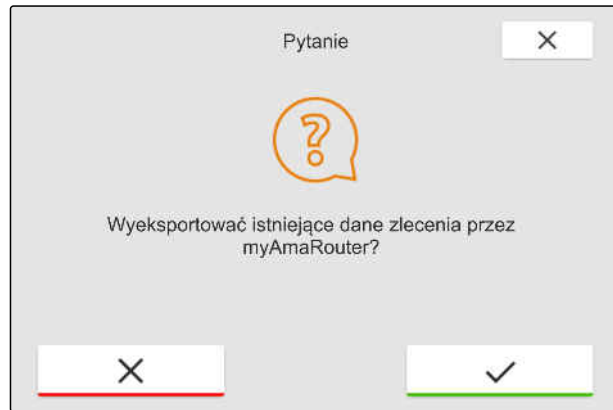 Pytanie
Wyeksportować istniejące dane zlecenia przez
myAmaRouter?